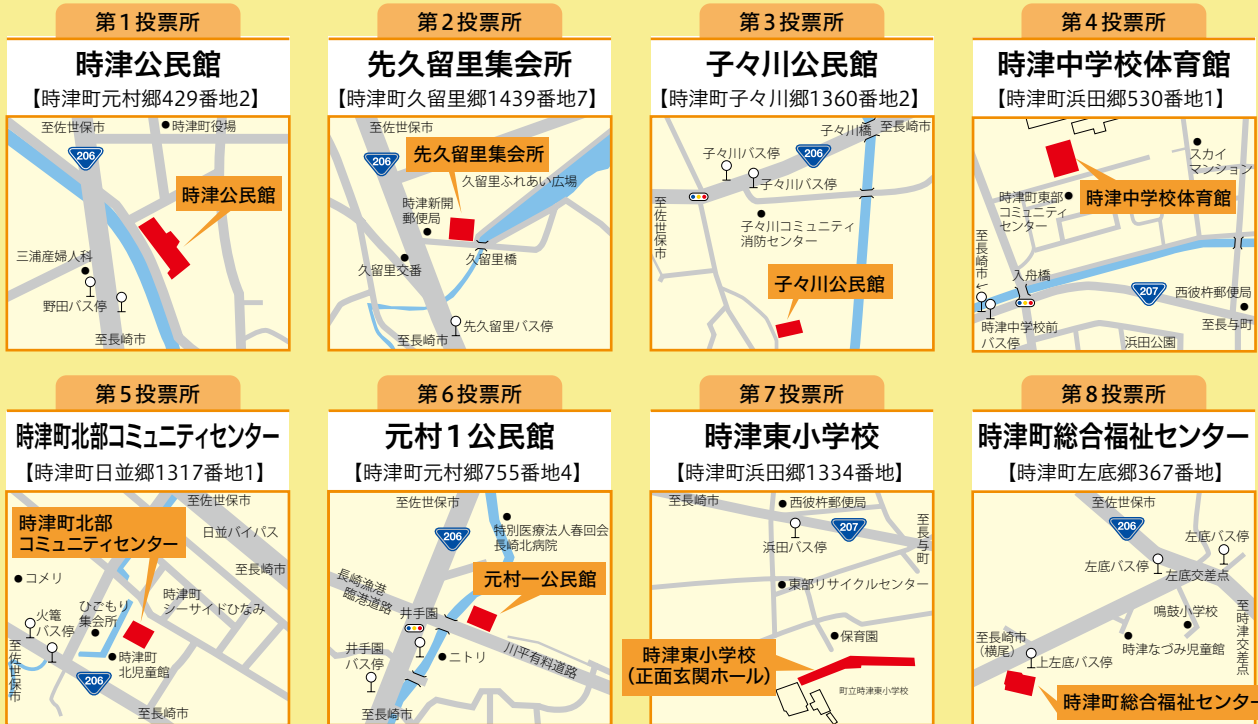 第1投票所
時津公民館
【時津町元村郷429番地2】
至佐世保市
時津町役場
206
時津公民館
三浦産婦人科
野田バス停
至長崎市
第2投票所
先久留里集会所
【時津町久留里郷1439番地7】
至佐世保市
206
先久留里集会所
久留里ふれあい広場
時津新開
郵便局
久留里橋
久留里交番
先久留里バス停
至長崎市
第3投票所
子々川公民館
【時津町子々川郷1360番地2】
子々川橋
至長崎市
子々川バス停
206
子々川バス停
至佐世保市
子々川コミュニティ
消防センター
子々川公民館
第4投票所
時津中学校体育館
【時津町浜田郷530番地1】
スカイ
マンション
時津中学校体育館
時津町東部
コミュニティ
センター
至長崎市
↑
入舟橋
207
西彼杵郵便局
時津中学校前
バス停
至長与町
浜田公園
第5投票所
時津町北部コミュニティセンター
【時津町日並郷1317番地1】
至佐世保市
時津町北部
コミュニティセンター
日並バイパス
至長崎市
コメリ
時津町
シーサイドひなみ
火篭
バス停
ひごもり
集会所
至佐世保市
時津町
北児童館
206
至長崎市
第6投票所
元村1公民館
【時津町元村郷755番地4】
至佐世保市
206
特別医療法人春回会
長崎北病院
元村一公民館
長崎漁港
臨港道路
井手園
井手園
バス停
ニトリ
川平有料道路
至長崎市
第7投票所
時津東小学校
【時津町浜田郷1334番地】
至長崎市
西彼杵郵便局
207
浜田バス停
至長与町
東部リサイクルセンター
保育園
時津東小学校
（正面玄関ホール）
町立時津東小学校
第8投票所
時津町総合福祉センター
【時津町左底郷367番地】
至佐世保市
206
左底バス停
左底バス停
左底交差点
鳴鼓小学校
至時津交差点
至長崎市
（横尾）
時津なづみ児童館
上左底バス停
時津町総合福祉センタ